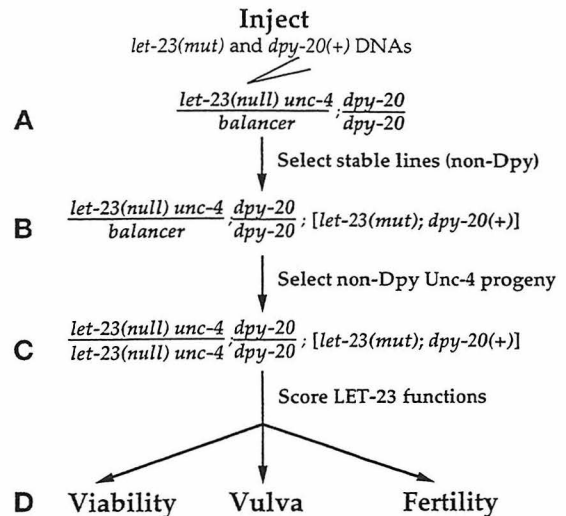 Inject
let-23(mut) and dpy-20(+) DNAs
A
let-23(null) unc-4 ; dpy-20
balancer dpy-20
Select stable lines (non-Dpy)
B
let-23(null) unc-4 ; dpy-20 ; [let-23(mut); dpy-20(+)]
balancer dpy-20
Select non-Dpy Unc-4 progeny
C
let-23(null) unc-4 ; dpy-20 ; [let-23(mut); dpy-20(+)]
let-23(null) unc-4 dpy-20
Score LET-23 functions
D Viability Vulva Fertility